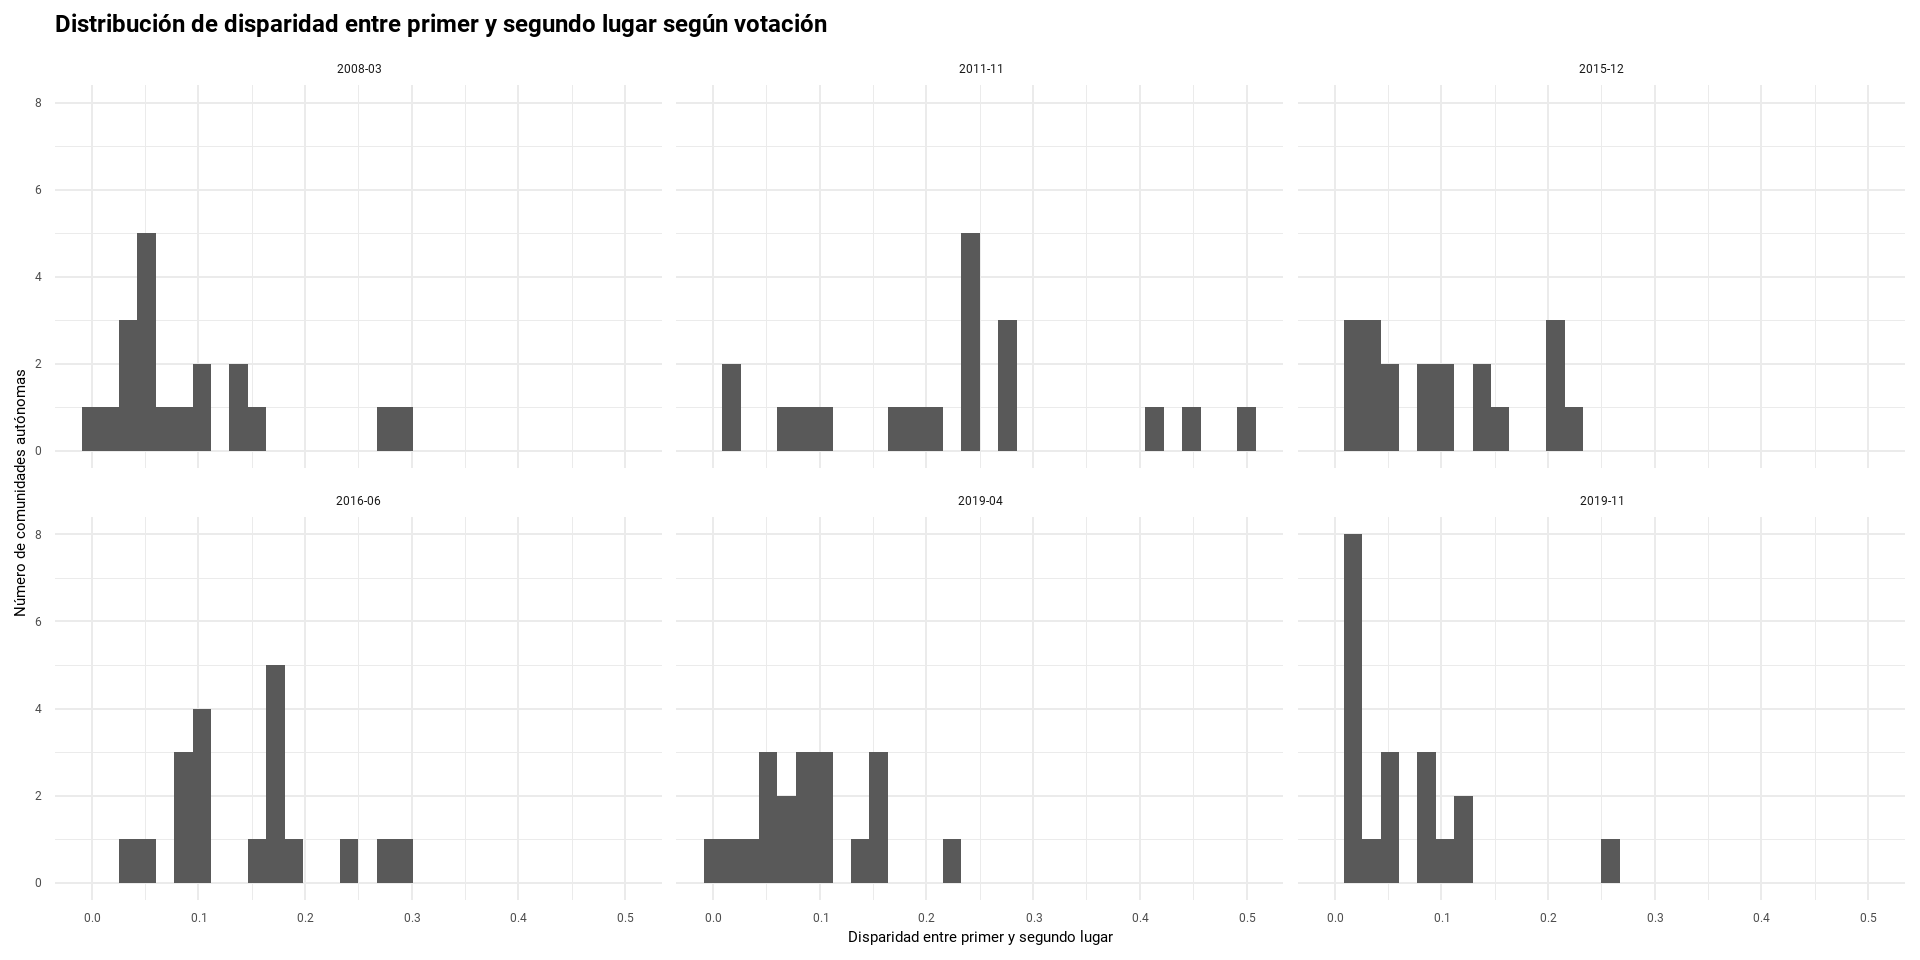 Distribución de disparidad entre primer y segundo lugar según votación
2008-03
2011-11
2015-12
8
6
4
2
0
Número de comunidades autónomas
2016-06
2019-04
2019-11
8
6
4
2
0
0.0 0.1 0.2 0.3 0.4 0.5
0.0 0.1 0.2 0.3 0.4 0.5
0.0 0.1 0.2 0.3 0.4 0.5
Disparidad entre primer y segundo lugar